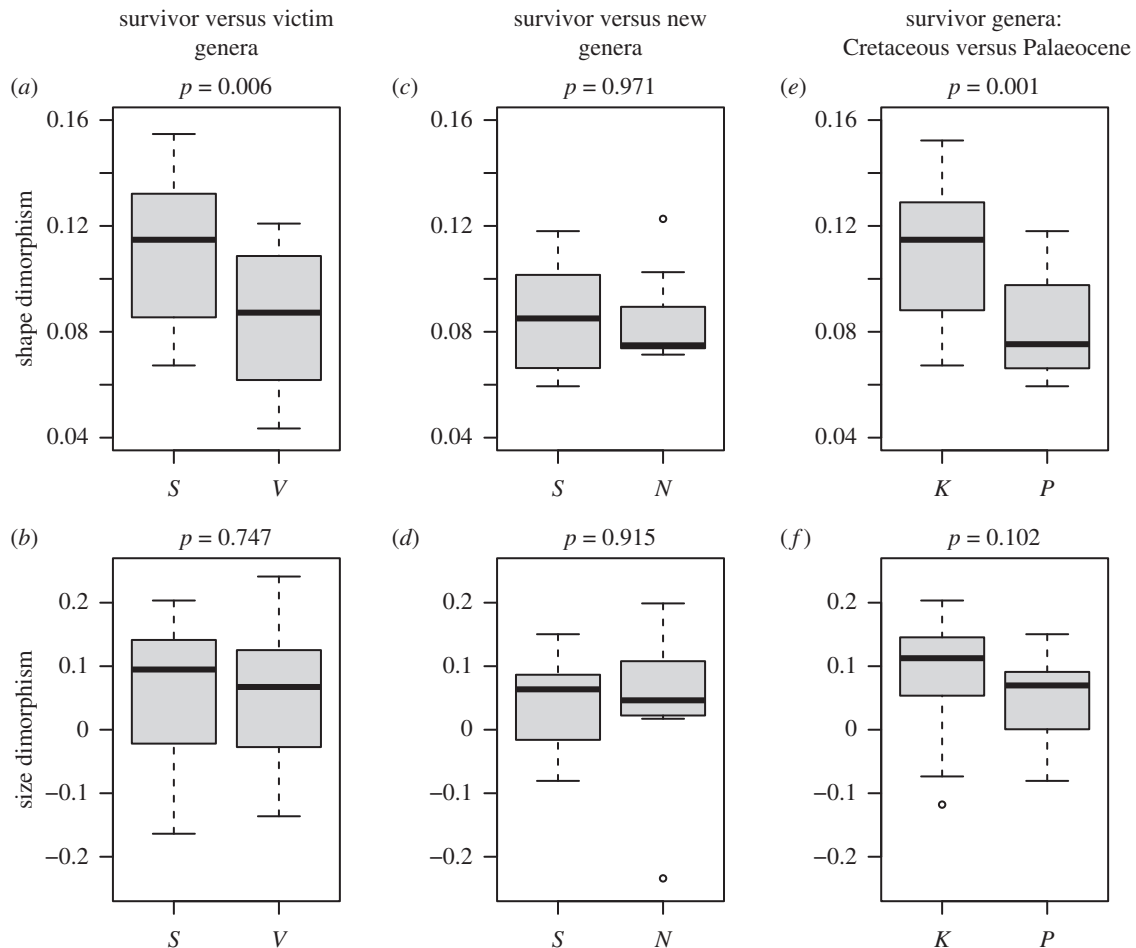 survivor versus victim
genera
survivor versus new
genera
survivor genera:
Cretaceous versus Palaeocene
(a)
p = 0.006
(c)
p = 0.971
(e)
p = 0.001
shape dimorphism
0.16
0.12
0.08
0.04
S V
0.16
0.12
0.08
0.04
S N
0.16
0.12
0.08
0.04
K P
(b)
p = 0.747
(d)
p = 0.915
(f)
p = 0.102
size dimorphism
0.2
0.1
0
−0.1
−0.2
S V
0.2
0.1
0
−0.1
−0.2
S N
0.2
0.1
0
−0.1
−0.2
K P